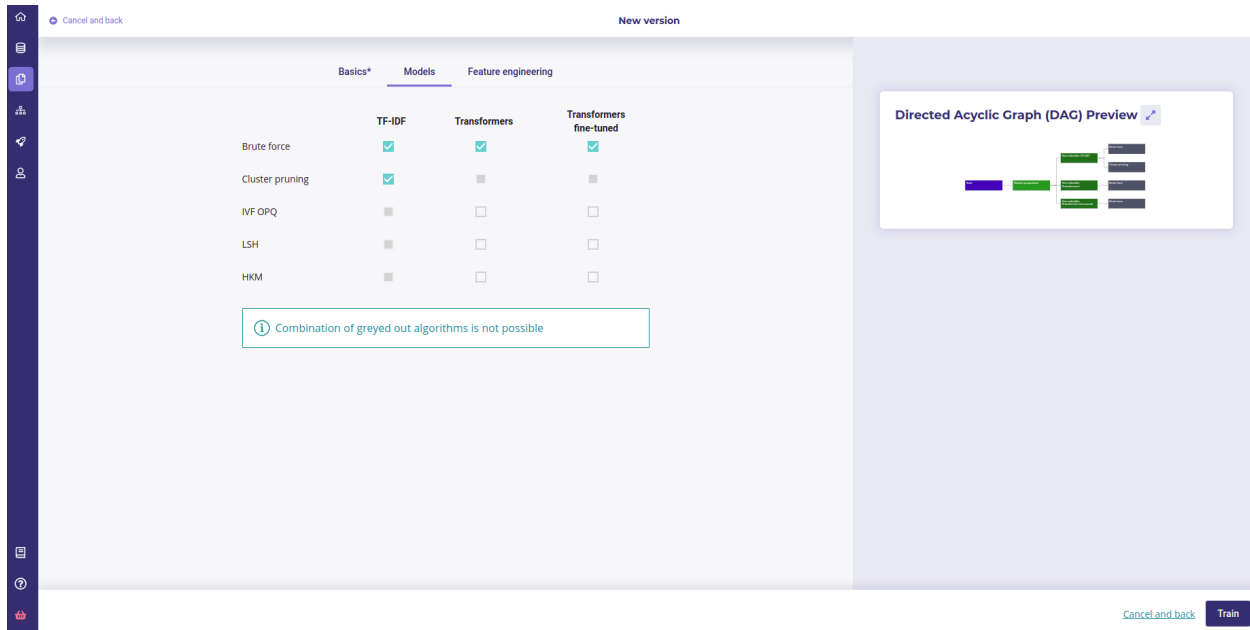 Cancel and back
New version
Basics*
Models
Feature engineering
TF-IDF
Transformers
Transformers
fine-tuned
Brute force
Cluster pruning
IVF OPQ
LSH
HKM
Combination of greyed out algorithms is not possible
Directed Acyclic Graph (DAG) Preview
Cancel and back
Train